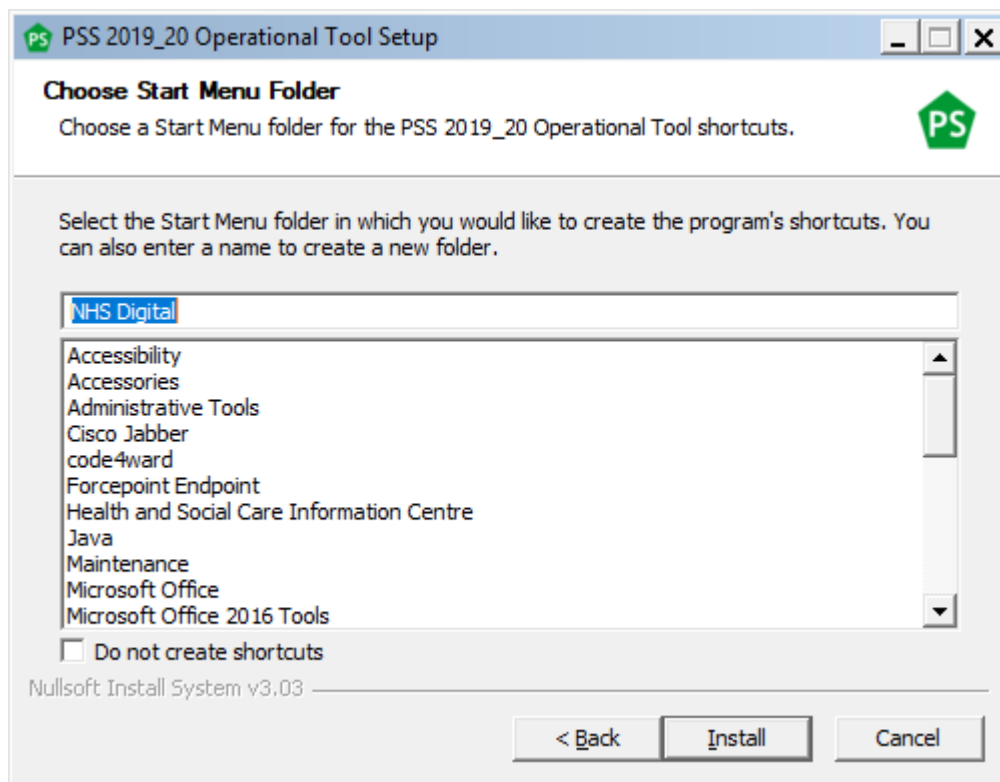 PS PSS 2019_20 Operational Tool Setup
Choose Start Menu Folder
Choose a Start Menu folder for the PSS 2019_20 Operational Tool shortcuts.
PS
Select the Start Menu folder in which you would like to create the program's shortcuts. You
can also enter a name to create a new folder.
NHS Digital
Accessibility
Accessories
Administrative Tools
Cisco Jabber
code4ward
Forcepoint Endpoint
Health and Social Care Information Centre
Java
Maintenance
Microsoft Office
Microsoft Office 2016 Tools
Do not create shortcuts
Nullsoft Install System v3.03
< Back Install Cancel